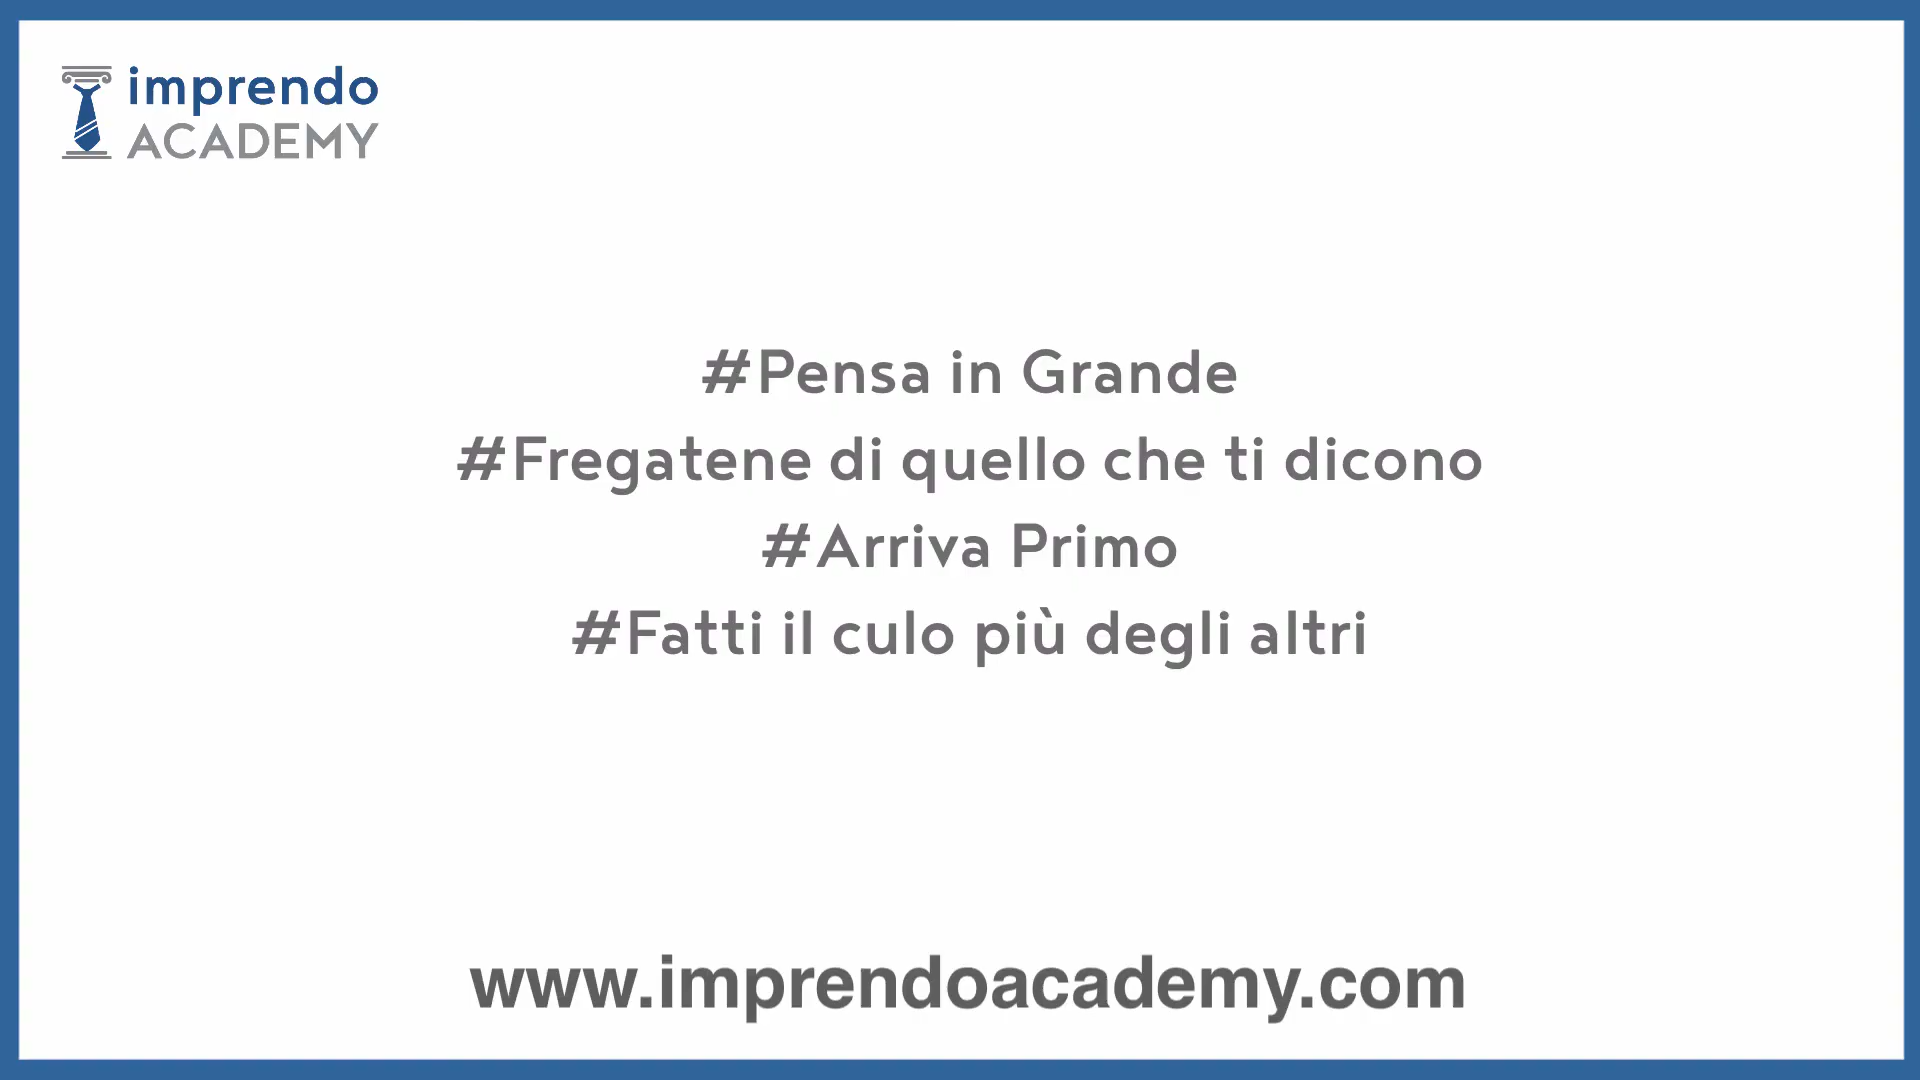 imprendo
ACADEMY
#Pensa in Grande
#Fregatene di quello che ti dicono
#Arriva Primo
#Fatti il culo più degli altri
www.imprendoacademy.com